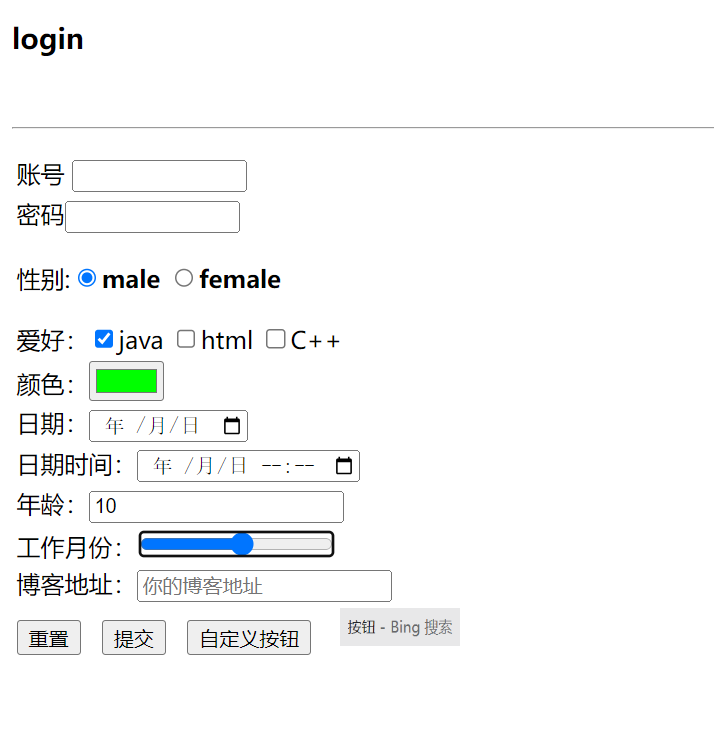 login
账号
密码
性别: male female
爱好： java html C++
颜色：
日期： 年 /月/日
日期时间： 年 /月/日 --:--
年龄： 10
工作月份：
博客地址： 你的博客地址
重置 提交 自定义按钮 按钮 - Bing 搜索